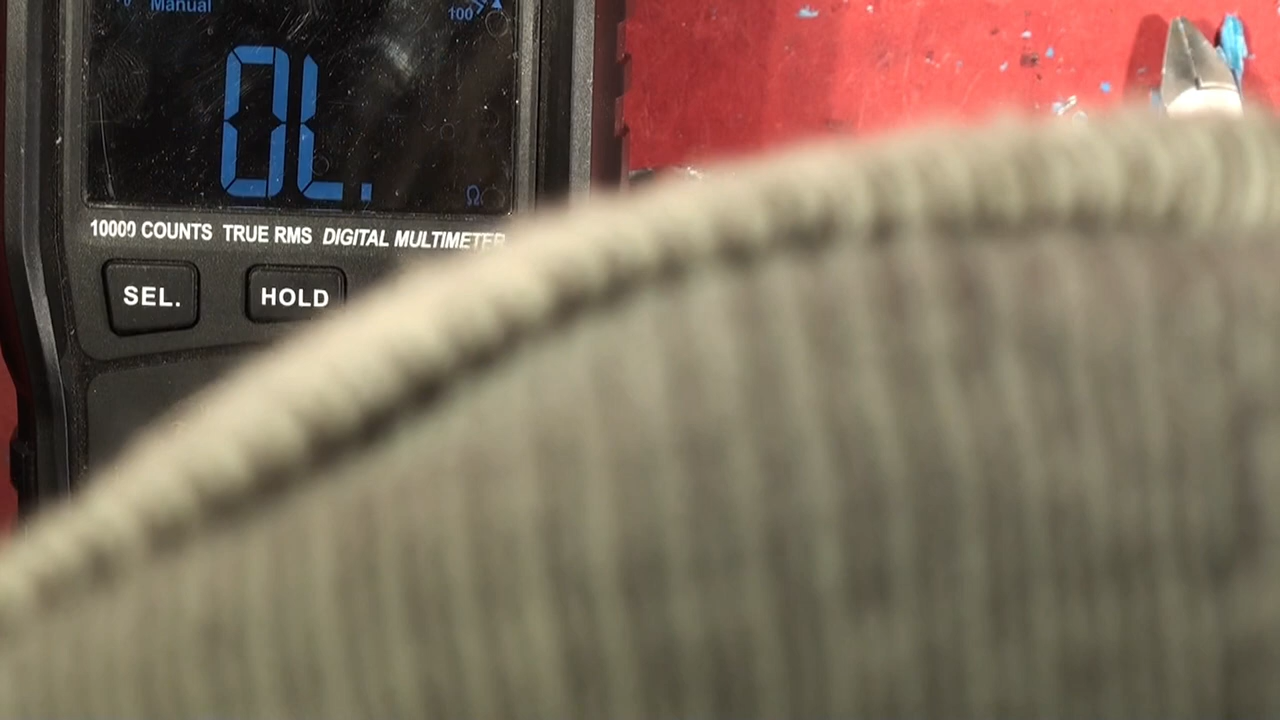 Manual
100
0L.
Ω
10000 COUNTS TRUE RMS DIGITAL MULTIMETER
SEL. HOLD